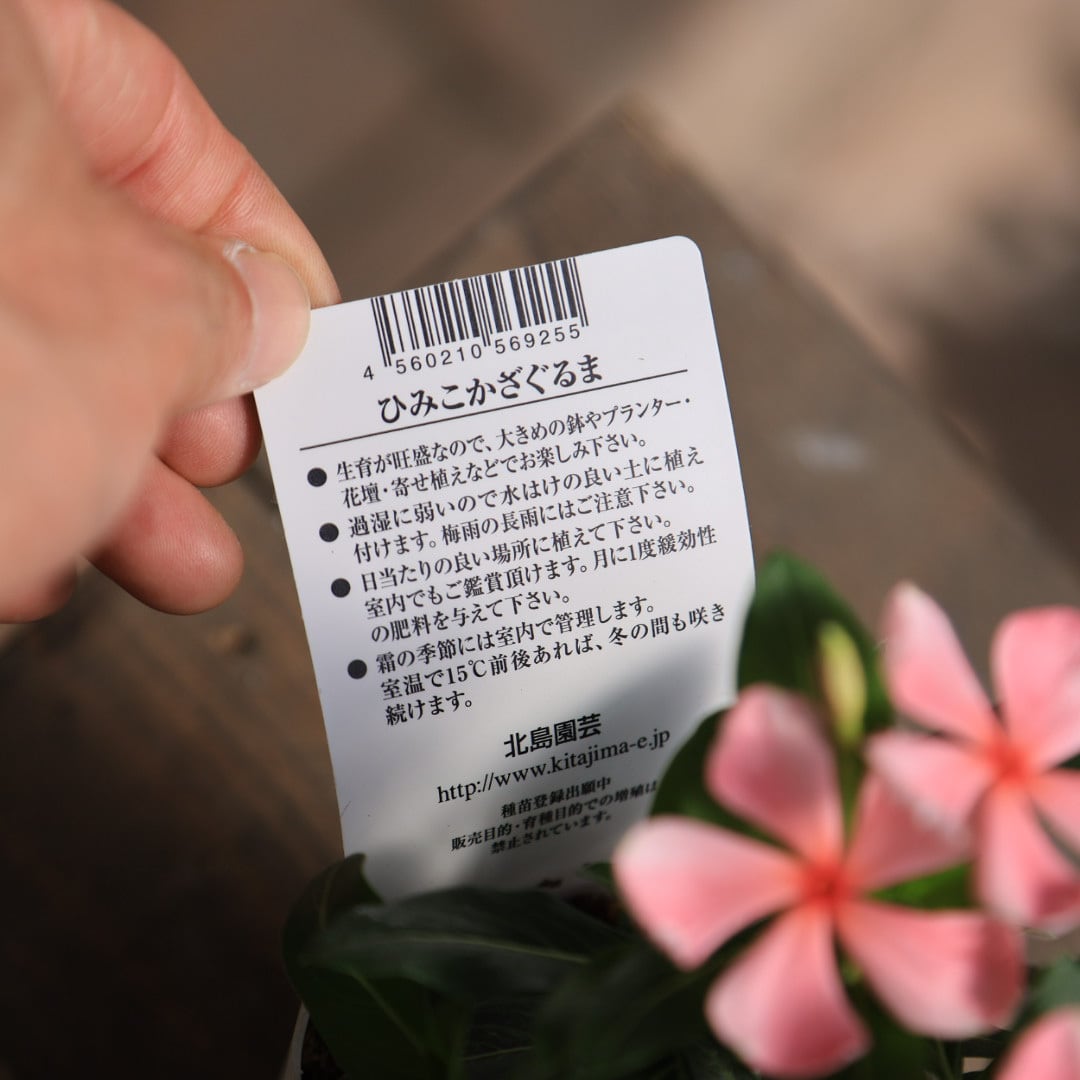 4 560210 569255
ひみこかざぐるま
● 生育が旺盛なので、大きめの鉢やプランター・
花壇・寄せ植えなどでお楽しみ下さい。
● 過湿に弱いので水はけの良い土に植え
付けます。梅雨の長雨にはご注意下さい。
● 日当たりの良い場所に植えて下さい。
室内でもご鑑賞頂けます。月に1度緩効性
の肥料を与えて下さい。
● 霜の季節には室内で管理します。
室温で15℃前後あれば、冬の間も咲き
続けます。
北島園芸
http://www.kitajima-e.jp
種苗登録出願中
販売目的・育種目的での増殖は
禁止されています。